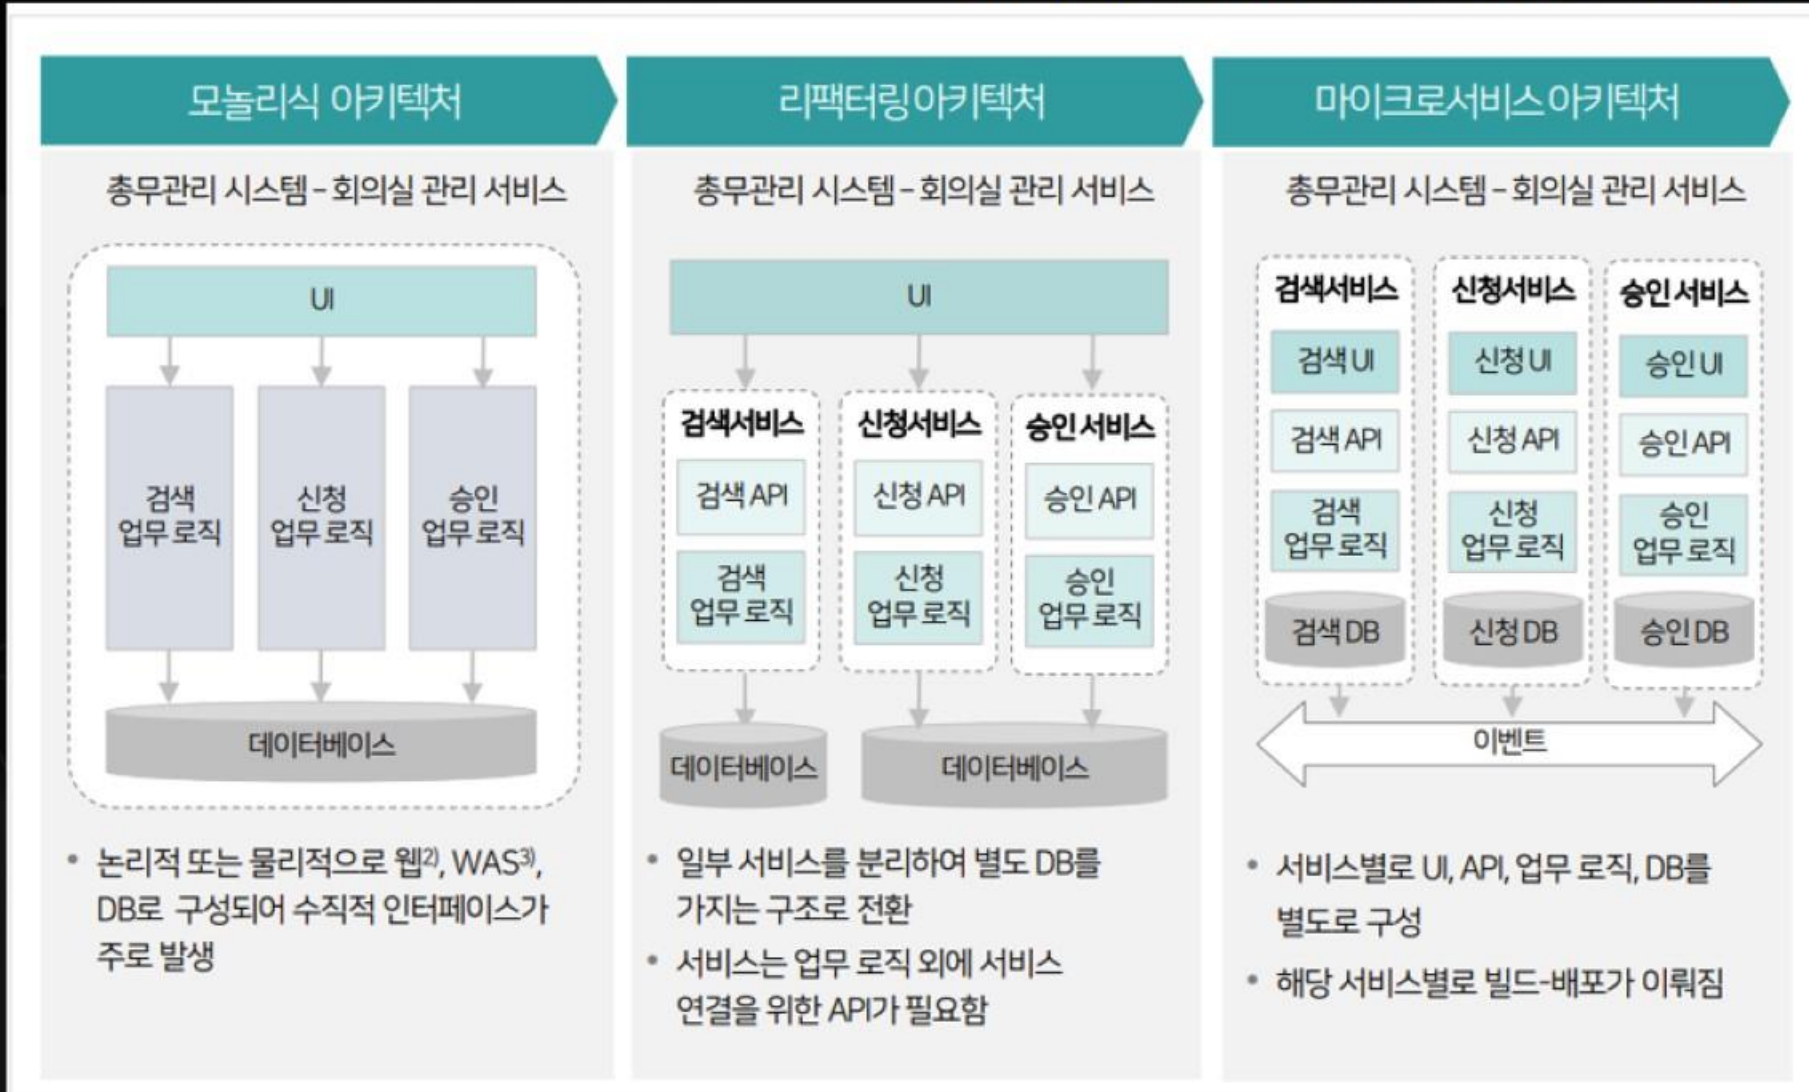 모놀리식 아키텍처
총무관리 시스템 – 회의실 관리 서비스
UI
검색
업무 로직
신청
업무 로직
승인
업무 로직
데이터베이스
• 논리적 또는 물리적으로 웹2), WAS3),
DB로 구성되어 수직적 인터페이스가
주로 발생
리팩터링 아키텍처
총무관리 시스템 – 회의실 관리 서비스
UI
검색서비스
검색 API
검색
업무 로직
신청서비스
신청 API
신청
업무 로직
승인 서비스
승인 API
승인
업무 로직
데이터베이스
데이터베이스
• 일부 서비스를 분리하여 별도 DB를
가지는 구조로 전환
• 서비스는 업무 로직 외에 서비스
연결을 위한 API가 필요함
마이크로서비스 아키텍처
총무관리 시스템 – 회의실 관리 서비스
검색서비스
검색 UI
검색 API
검색
업무 로직
검색 DB
신청서비스
신청 UI
신청 API
신청
업무 로직
신청 DB
승인 서비스
승인 UI
승인 API
승인
업무 로직
승인 DB
이벤트
• 서비스별로 UI, API, 업무 로직, DB를
별도로 구성
• 해당 서비스별로 빌드-배포가 이뤄짐